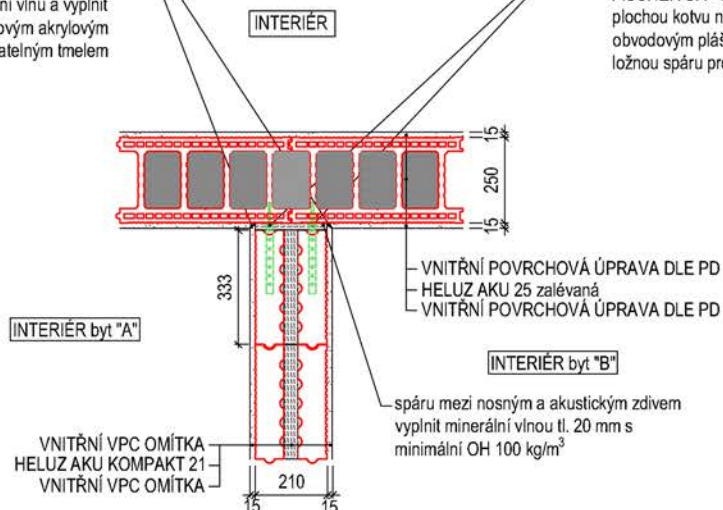 ní vlnu a vyplnit
ovým akrylovým
atelným tmelem
INTERIÉR
plochou kotvu n
obvodovým pláš
ložnou spáru pro
15
250
15
333
VNITŘNÍ POVRCHOVÁ ÚPRAVA DLE PD
HELUZ AKU 25 zalévaná
VNITŘNÍ POVRCHOVÁ ÚPRAVA DLE PD
INTERIÉR byt "A"
INTERIÉR byt "B"
spáru mezi nosným a akustickým zdivem
vyplnit minerální vlnou tl. 20 mm s
minimální OH 100 kg/m³
VNITŘNÍ VPC OMÍTKA
HELUZ AKU KOMPAKT 21
VNITŘNÍ VPC OMÍTKA
210
15
15